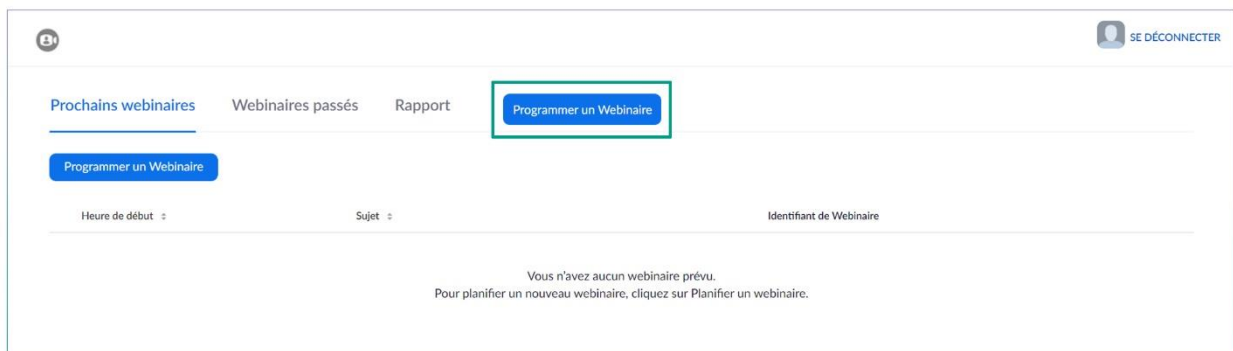 SE DÉCONNECTER
Prochains webinaires Webinaires passés Rapport Programmer un Webinaire
Programmer un Webinaire
Heure de début Sujet Identifiant de Webinaire
Vous n'avez aucun webinaire prévu.
Pour planifier un nouveau webinaire, cliquez sur Planifier un webinaire.